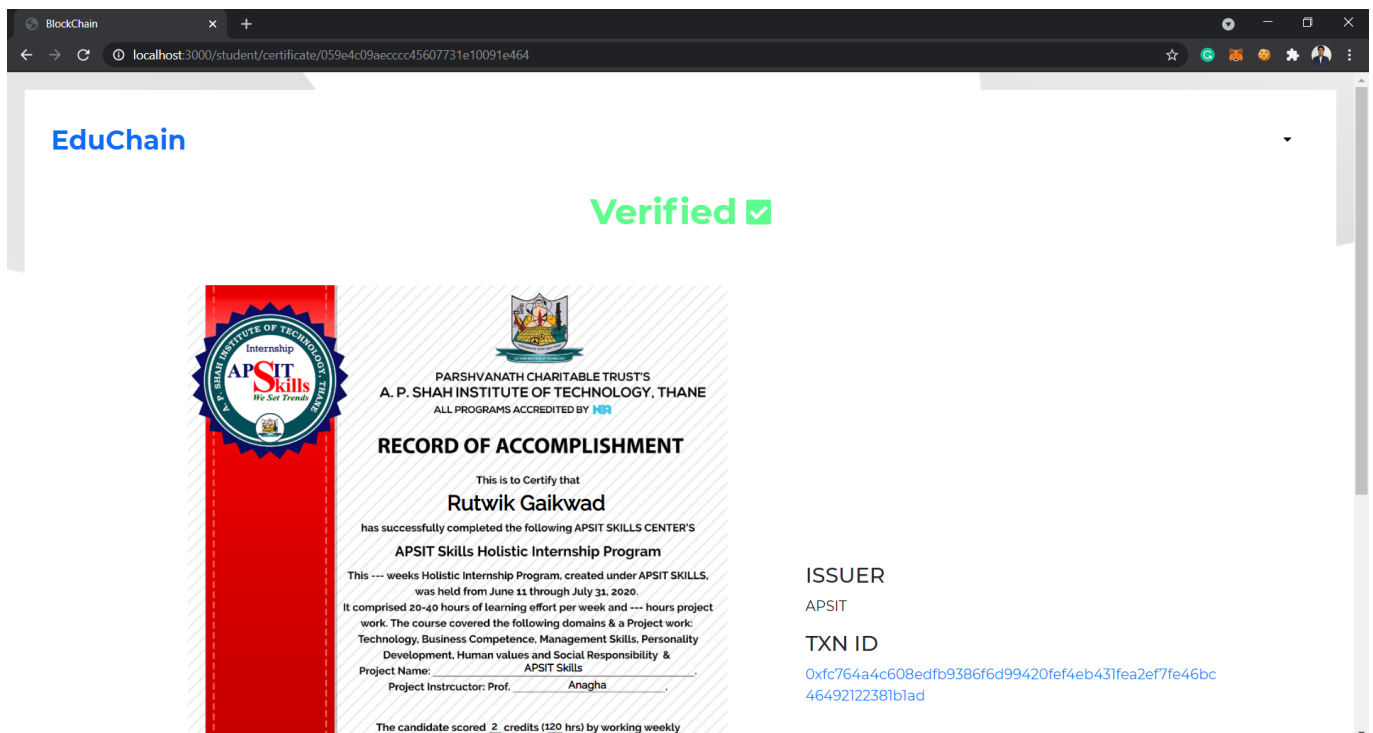 BlockChain
localhost:3000/student/certificate/059e4c09aecccc45607731e10091e464
EduChain
Verified
A. P. SHAH INSTITUTE OF TECHNOLOGY, THANE
Internship
APSIT
Skills
We Set Trends
PARSHVANATH CHARITABLE TRUST'S
A. P. SHAH INSTITUTE OF TECHNOLOGY, THANE
ALL PROGRAMS ACCREDITED BY NBA
RECORD OF ACCOMPLISHMENT
This is to Certify that
Rutwik Gaikwad
has successfully completed the following APSIT SKILLS CENTER'S
APSIT Skills Holistic Internship Program
This --- weeks Holistic Internship Program, created under APSIT SKILLS,
was held from June 11 through July 31, 2020.
It comprised 20-40 hours of learning effort per week and --- hours project
work. The course covered the following domains & a Project work:
Technology, Business Competence, Management Skills, Personality
Development, Human values and Social Responsibility &
Project Name: APSIT Skills.
Project Instrcuctor: Prof. Anagha.
The candidate scored 2 credits (120 hrs) by working weekly
ISSUER
APSIT
TXN ID
0xfc764a4c608edfb9386f6d99420fef4eb431fea2ef7fe46bc
46492122381b1ad